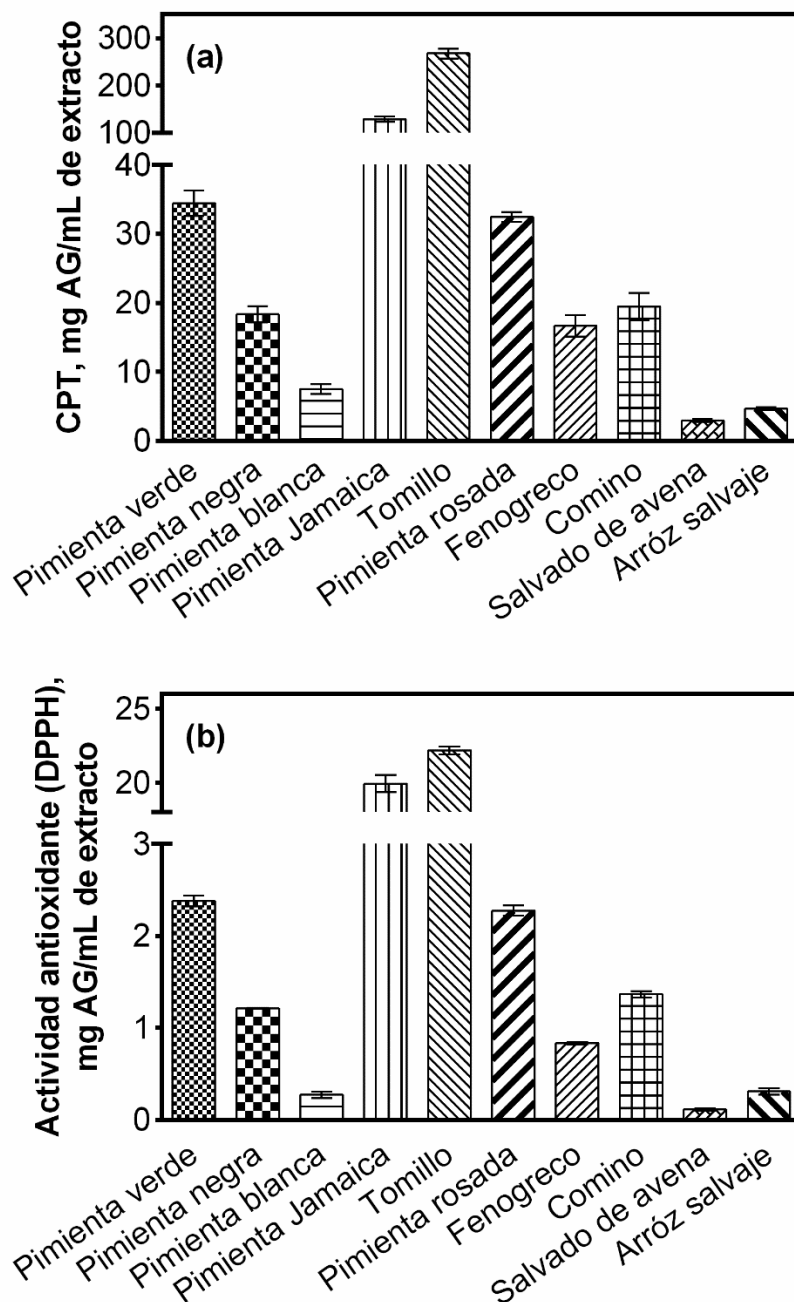 (a)
CPT, mg AG/mL de extracto
300
200
100
40
30
20
10
0
Pimienta verde
Pimienta negra
Pimienta blanca
Pimienta Jamaica
Tomillo
Pimienta rosada
Fenogreco
Comino
Salvado de avena
Arróz salvaje
(b)
Actividad antioxidante (DPPH),
mg AG/mL de extracto
25
20
3
2
1
0
Pimienta verde
Pimienta negra
Pimienta blanca
Pimienta Jamaica
Tomillo
Pimienta rosada
Fenogreco
Comino
Salvado de avena
Arróz salvaje